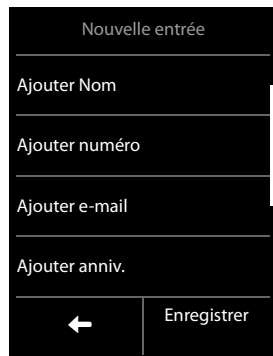 Nouvelle entrée
Ajouter Nom
Ajouter numéro
Ajouter e-mail
Ajouter anniv.
Enregistrer